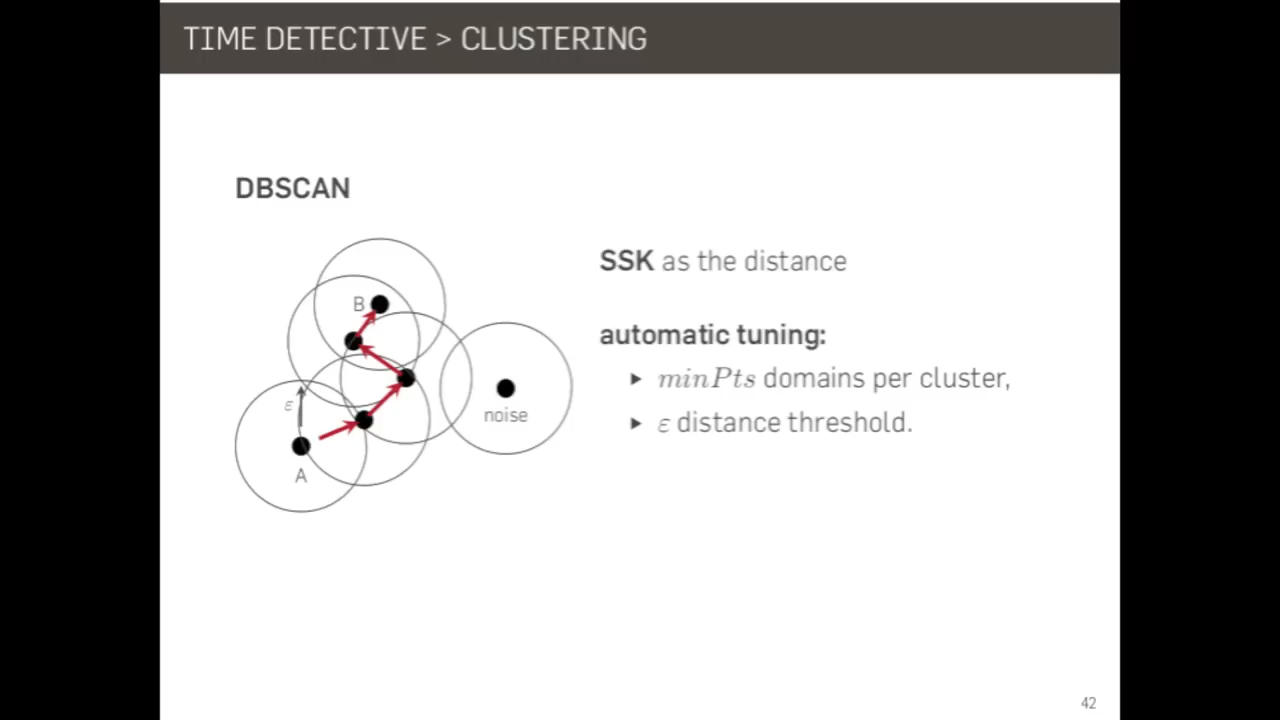 TIME DETECTIVE > CLUSTERING
DBSCAN
B
ε
A
noise
SSK as the distance
automatic tuning:
▸ minPts domains per cluster,
▸ ε distance threshold.
42